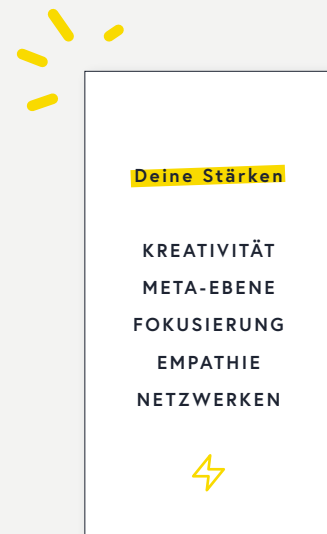 Deine Stärken
KREATIVITÄT
META-EBENE
FOKUSIERUNG
EMPATHIE
NETZWERKEN